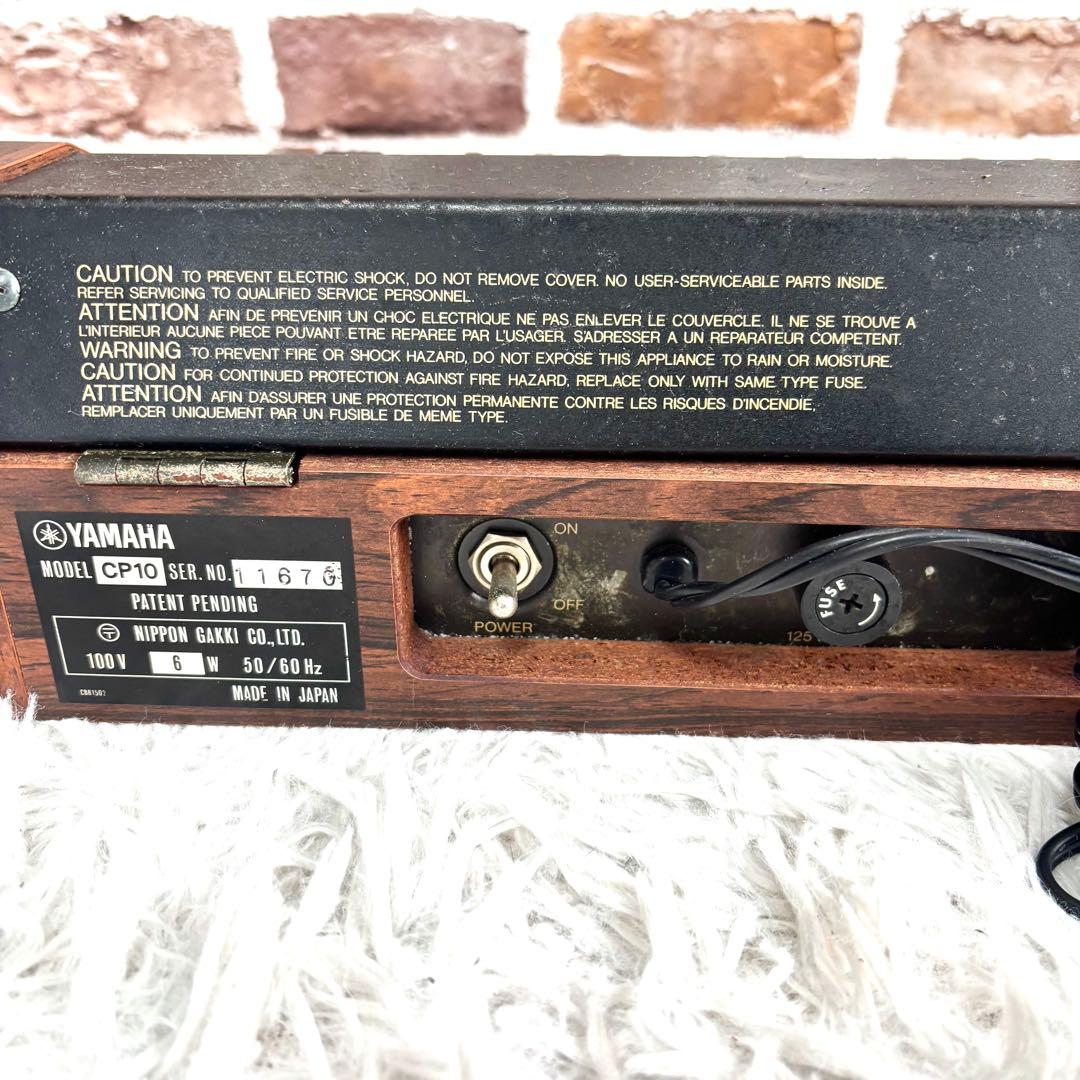 CAUTION TO PREVENT ELECTRIC SHOCK, DO NOT REMOVE COVER. NO USER-SERVICEABLE PARTS INSIDE.
REFER SERVICING TO QUALIFIED SERVICE PERSONNEL.
ATTENTION AFIN DE PREVENIR UN CHOC ELECTRIQUE NE PAS ENLEVER LE COUVERCLE. IL NE SE TROUVE A
L'INTERIEUR AUCUNE PIECE POUVANT ETRE REPAREE PAR L'USAGER. S'ADRESSER A UN REPARATEUR COMPETENT.
WARNING TO PREVENT FIRE OR SHOCK HAZARD, DO NOT EXPOSE THIS APPLIANCE TO RAIN OR MOISTURE.
CAUTION FOR CONTINUED PROTECTION AGAINST FIRE HAZARD, REPLACE ONLY WITH SAME TYPE FUSE.
ATTENTION AFIN D'ASSURER UNE PROTECTION PERMANENTE CONTRE LES RISQUES D'INCENDIE,
REMPLACER UNIQUEMENT PAR UN FUSIBLE DE MEME TYPE.
YAMAHA
MODEL CP10 SER. NO. 11676
PATENT PENDING
NIPPON GAKKI CO., LTD.
100 V 6 W 50/60 Hz
MADE IN JAPAN
ON
OFF
POWER
FUSE
125